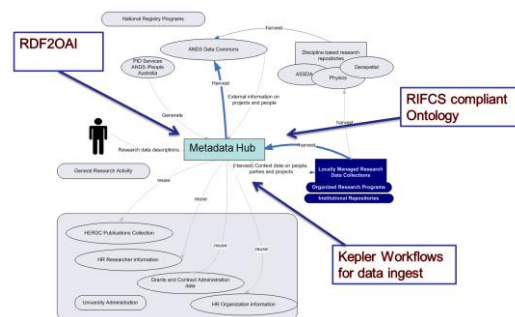 National Registry Programs
RDF2OAI
harvest
ANDS Data Commons
Discipline based research
repositories
PID Services
ANDS /People
Australia
ASSDA
Geospatial
Physics
Harvest
External information on
projects and people
Generate
RIFCS compliant
Ontology
harvest
Metadata Hub
harvest
Research data descriptions.
General Research Activity
(Harvest) Context data on people,
parties and projects
Locally Managed Research
Data Collections
Organized Research Programs
Institutional Repositories
reuse
reuse
reuse
reuse
HERDC Publications Collection
HR Researcher information
Kepler Workflows
for data ingest
Grants and Contract Administration
data
University Administration
HR Organization information